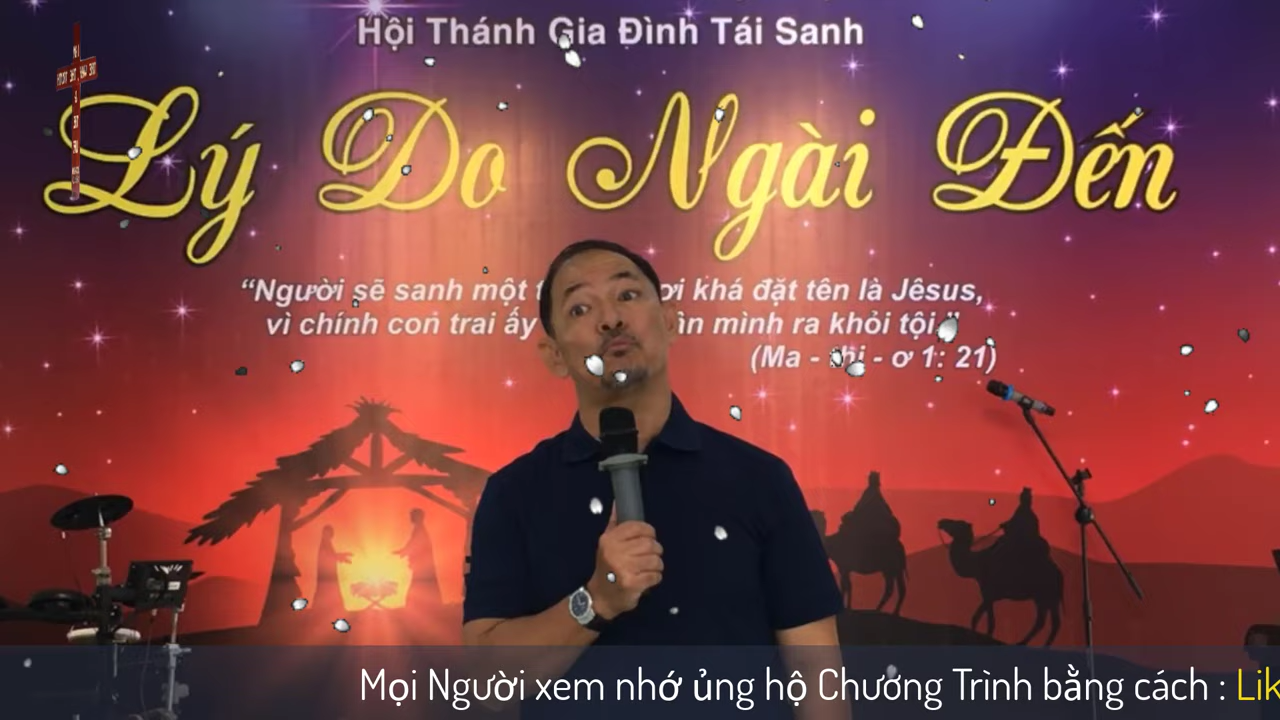 Hội Thánh Gia Đình Tái Sanh
Lý Do Ngài Đến
“Người sẽ sanh một khá đặt tên là Jêsus,
vì chính con trai ấy mình ra khỏi tội.”
(Ma - thi - ơ 1: 21)
Mọi Người xem nhớ ủng hộ Chương Trình bằng cách : Lik